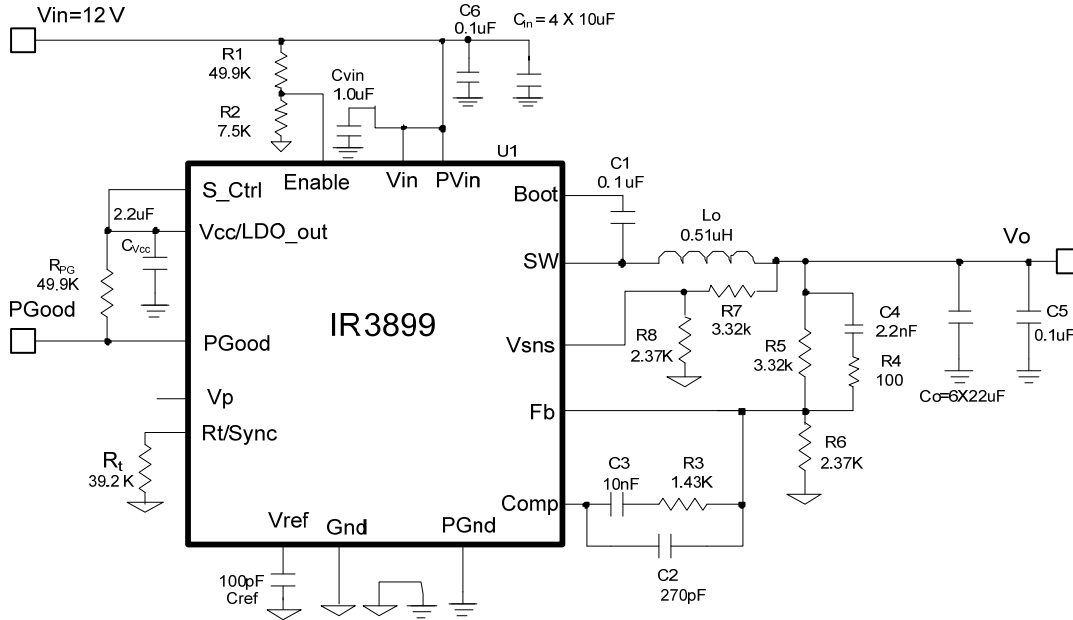 Vin=12 V
C6
0.1uF
Cin = 4 X 10uF
R1
49.9K
Cvin
1.0uF
R2
7.5K
U1
Enable
Vin
PVin
C1
0.1uF
S_Ctrl
Boot
2.2uF
Vcc/LDO_out
CVcc
Lo
0.51uH
Vo
SW
RPG
49.9K
PGood
IR3899
PGood
Vsns
R7
3.32k
R8
2.37K
R5
3.32k
C4
2.2nF
C5
0.1uF
R4
100
Co=6X22uF
Vp
Fb
Rt/Sync
Rt
39.2 K
R6
2.37K
C3
10nF
R3
1.43K
Comp
Vref
Gnd
PGnd
100pF
Cref
C2
270pF